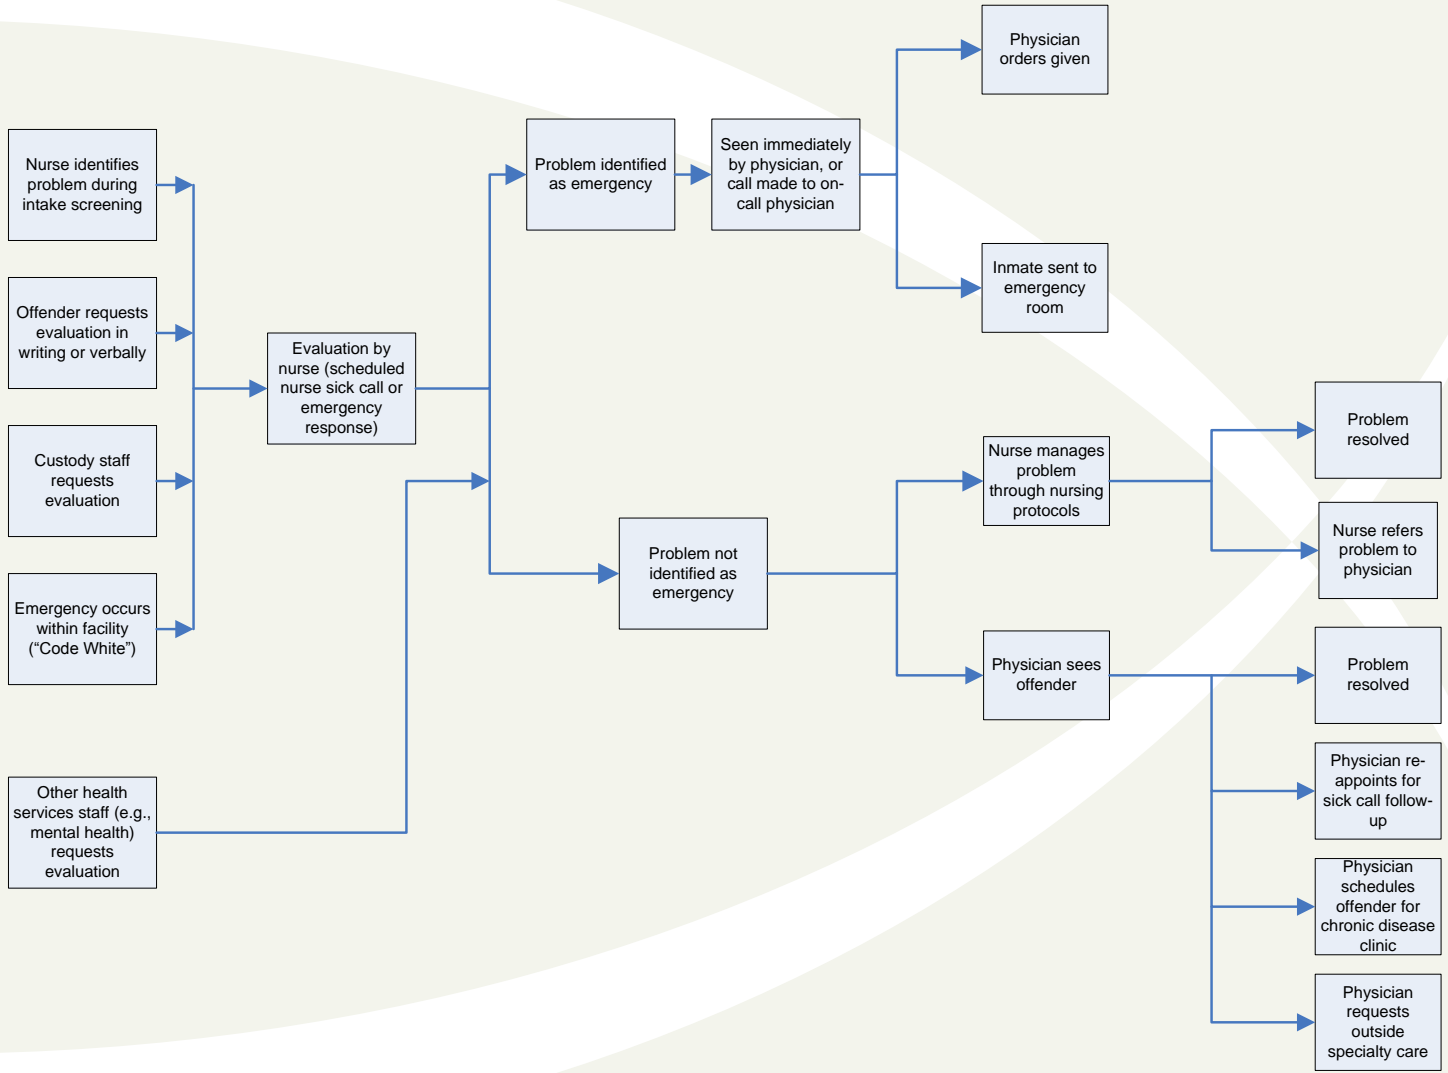 Physician
orders given
Nurse identifies
problem during
intake screening
Problem identified
as emergency
Seen immediately
by physician, or
call made to on-
call physician
Inmate sent to
emergency
room
Offender requests
evaluation in
writing or verbally
Evaluation by
nurse (scheduled
nurse sick call or
emergency
response)
Custody staff
requests
evaluation
Problem
resolved
Nurse manages
problem
through nursing
protocols
Nurse refers
problem to
physician
Problem not
identified as
emergency
Emergency occurs
within facility
(“Code White”)
Physician sees
offender
Problem
resolved
Other health
services staff (e.g.,
mental health)
requests
evaluation
Physician re-
appoints for
sick call follow-
up
Physician
schedules
offender for
chronic disease
clinic
Physician
requests
outside
specialty care